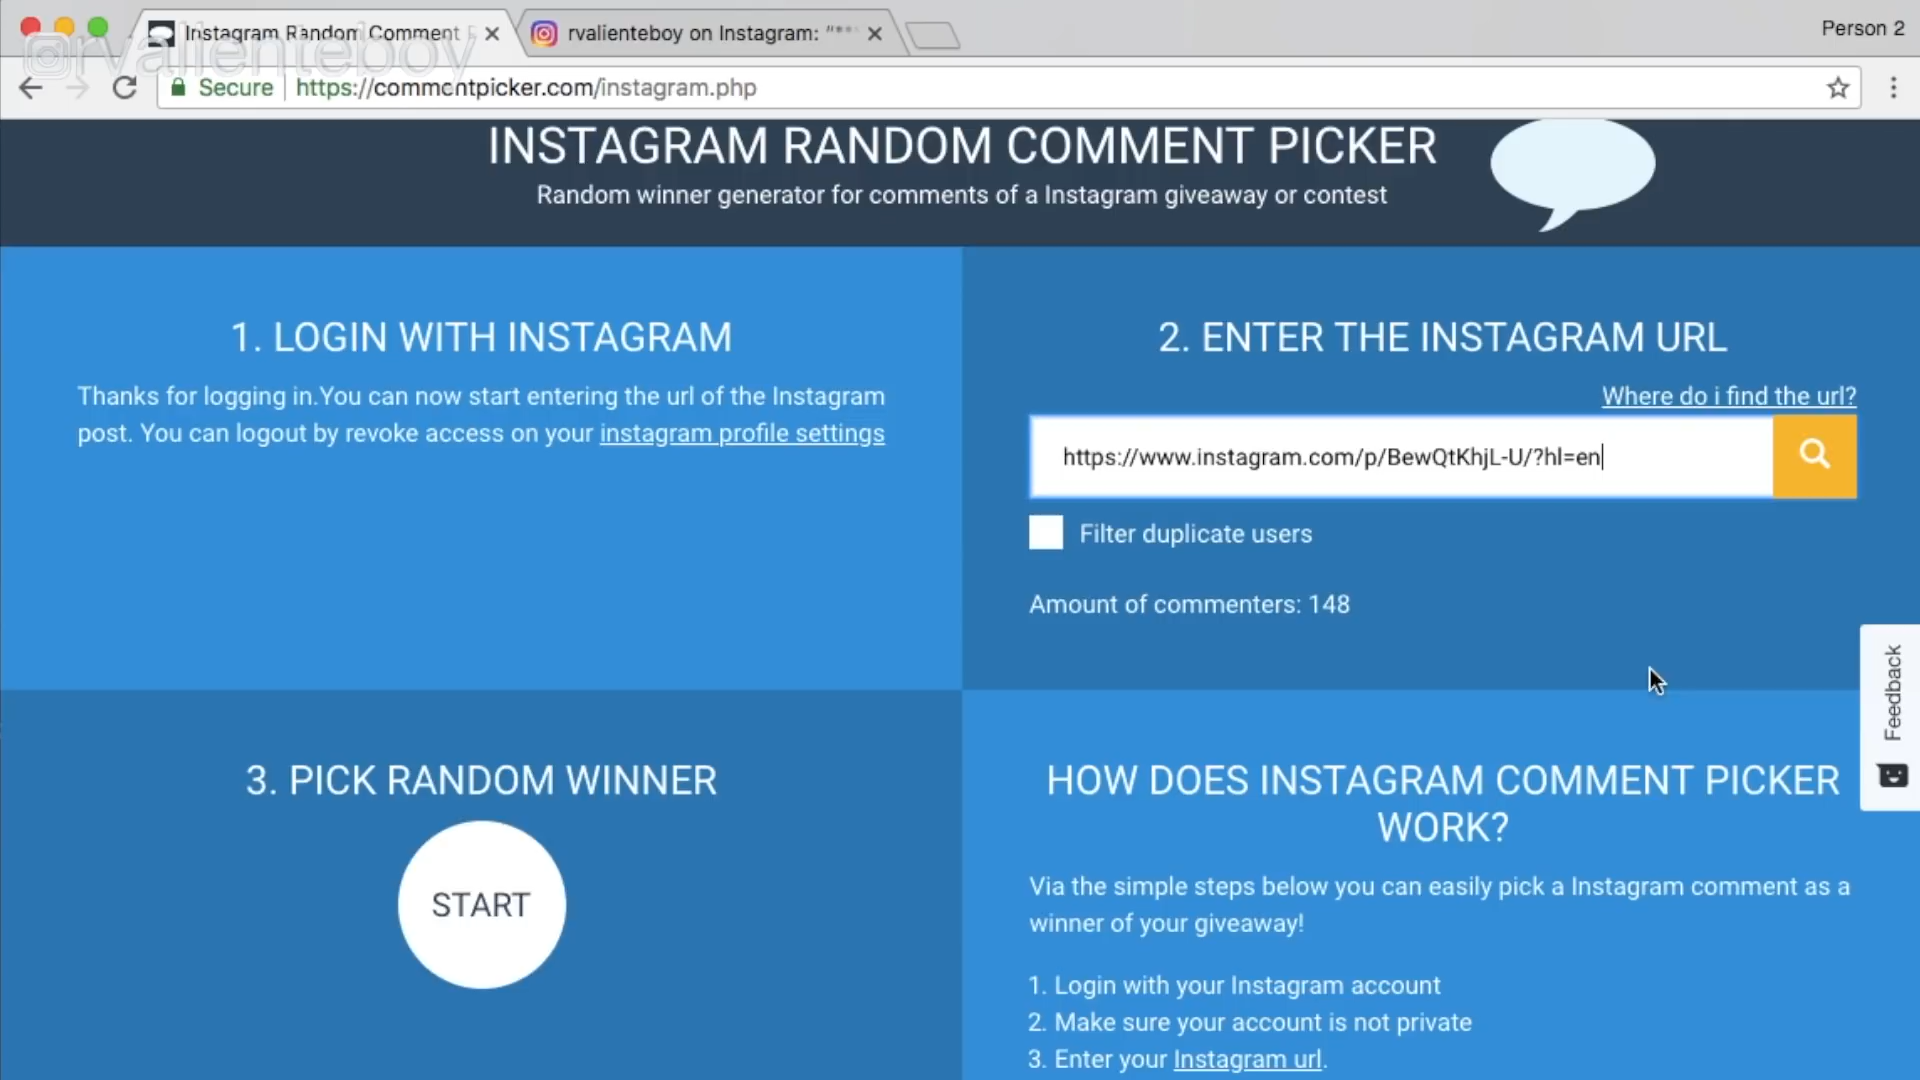 Instagram Random Comment
rvalienteboy on Instagram: "**
Person 2
@rvalienteboy
Secure
https://commentpicker.com/instagram.php
INSTAGRAM RANDOM COMMENT PICKER
Random winner generator for comments of a Instagram giveaway or contest
1. LOGIN WITH INSTAGRAM
Thanks for logging in.You can now start entering the url of the Instagram
post. You can logout by revoke access on your instagram profile settings
2. ENTER THE INSTAGRAM URL
Where do i find the url?
https://www.instagram.com/p/BewQtKhjL-U/?hl=en
Filter duplicate users
Amount of commenters: 148
Feedback
3. PICK RANDOM WINNER
START
HOW DOES INSTAGRAM COMMENT PICKER
WORK?
Via the simple steps below you can easily pick a Instagram comment as a
winner of your giveaway!
1. Login with your Instagram account
2. Make sure your account is not private
3. Enter your Instagram url.